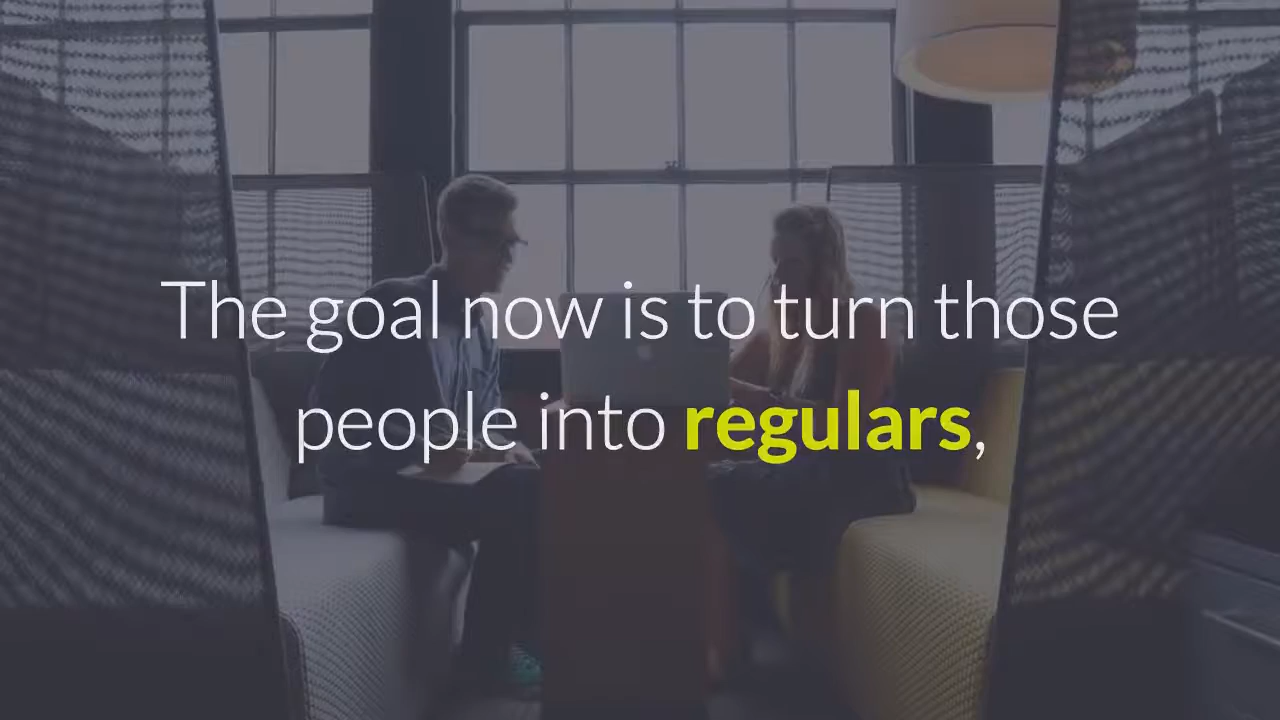 The goal now is to turn those
people into regulars,